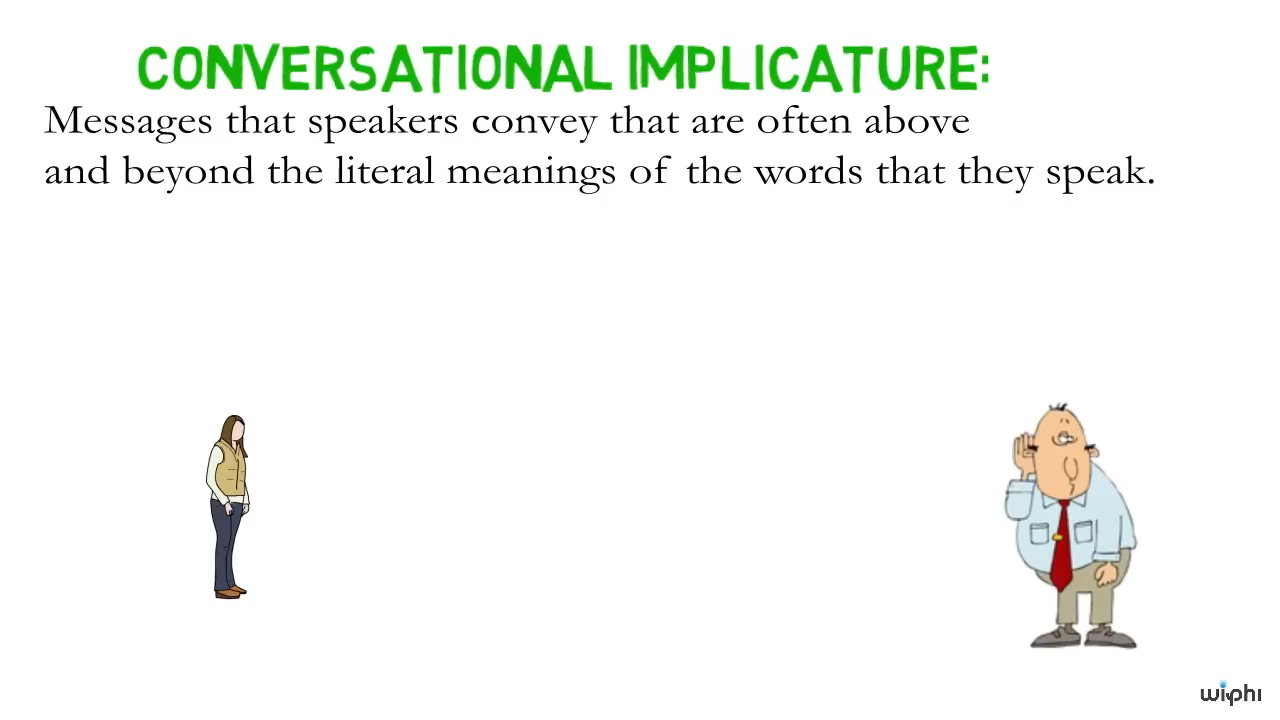 CONVERSATIONAL IMPLICATURE:
Messages that speakers convey that are often above
and beyond the literal meanings of the words that they speak.
wiphi